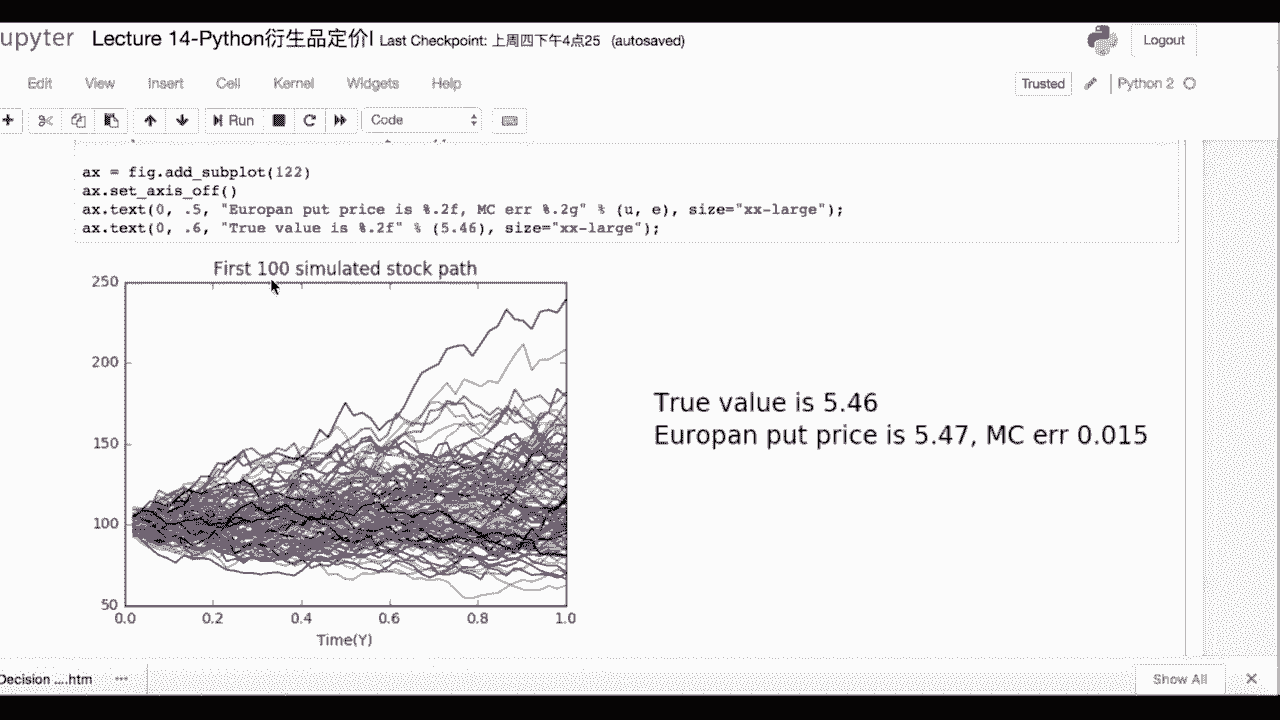 upyter Lecture 14-Python衍生品定价I Last Checkpoint: 上周四下午4点25 (autosaved) Logout
Edit View Insert Cell Kernel Widgets Help Trusted Python 2
Run Code
ax = fig.add_subplot(122)
ax.set_axis_off()
ax.text(0, .5, "Europan put price is %.2f, MC err %.2g" % (u, e), size="xx-large");
ax.text(0, .6, "True value is %.2f" % (5.46), size="xx-large");
First 100 simulated stock path
250
200
150
100
50
0.0 0.2 0.4 0.6 0.8 1.0
Time(Y)
True value is 5.46
Europan put price is 5.47, MC err 0.015
Decision ....htm Show All